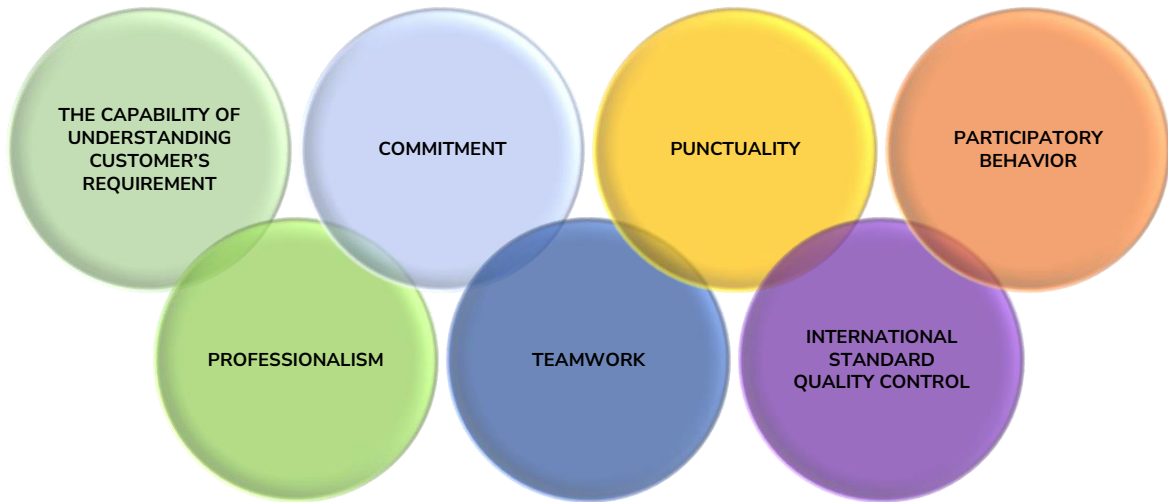 THE CAPABILITY OF
UNDERSTANDING
CUSTOMER'S
REQUIREMENT
COMMITMENT
PUNCTUALITY
PARTICIPATORY
BEHAVIOR
PROFESSIONALISM
TEAMWORK
INTERNATIONAL
STANDARD
QUALITY CONTROL